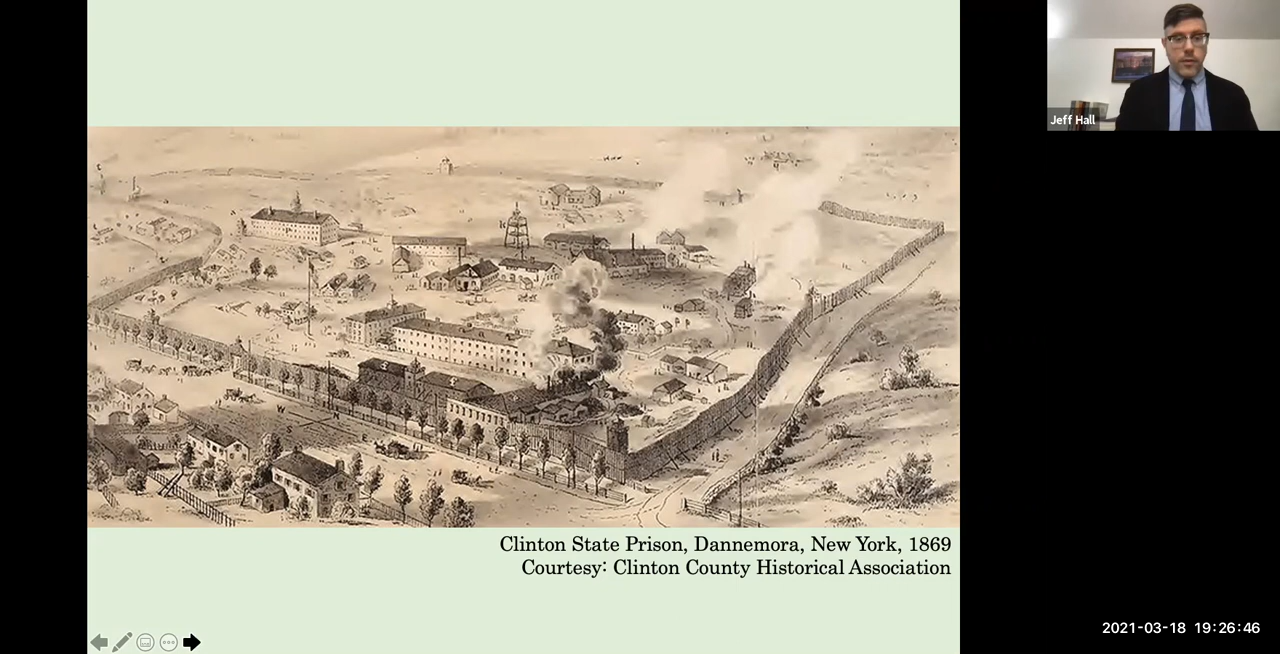 Jeff Hall
Clinton State Prison, Dannemora, New York, 1869
Courtesy: Clinton County Historical Association
2021-03-18 19:26:46